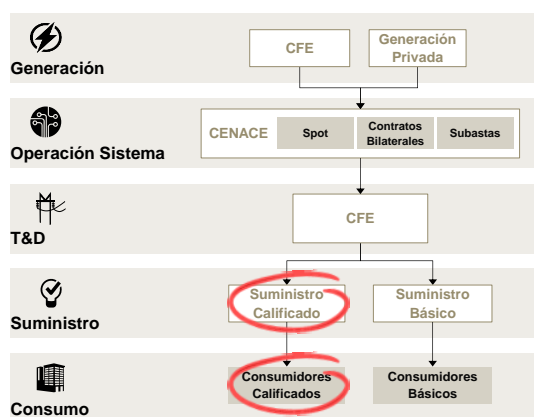 CFE
Generación
Privada
Generación
CENACE
Spot
Contratos
Bilaterales
Subastas
Operación Sistema
CFE
T&D
Suministro
Calificado
Suministro
Básico
Suministro
Consumidores
Calificados
Consumidores
Básicos
Consumo